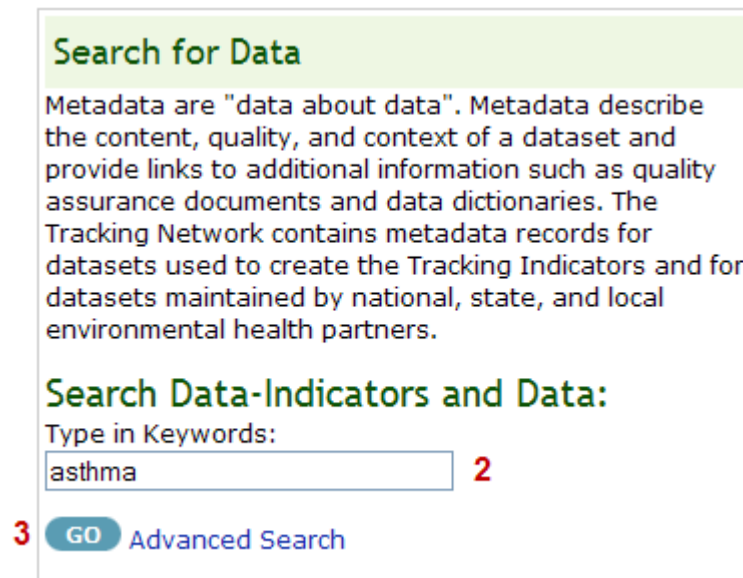 Search for Data
Metadata are "data about data". Metadata describe
the content, quality, and context of a dataset and
provide links to additional information such as quality
assurance documents and data dictionaries. The
Tracking Network contains metadata records for
datasets used to create the Tracking Indicators and for
datasets maintained by national, state, and local
environmental health partners.
Search Data-Indicators and Data:
Type in Keywords:
asthma 2
3 GO Advanced Search